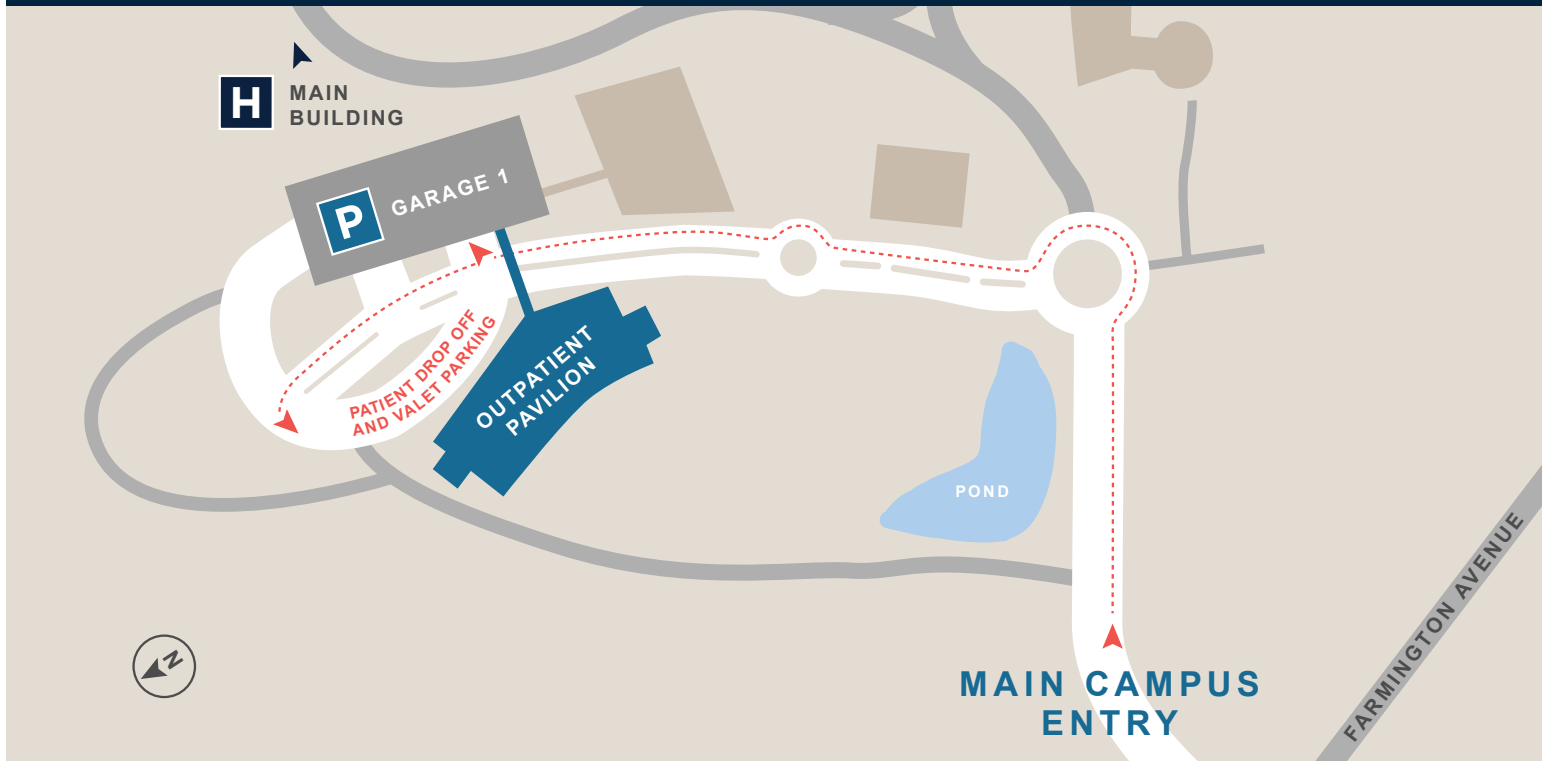 H
MAIN
BUILDING
P
GARAGE 1
PATIENT DROP OFF
AND VALET PARKING
OUTPATIENT
PAVILION
POND
FARMINGTON AVENUE
N
MAIN CAMPUS
ENTRY